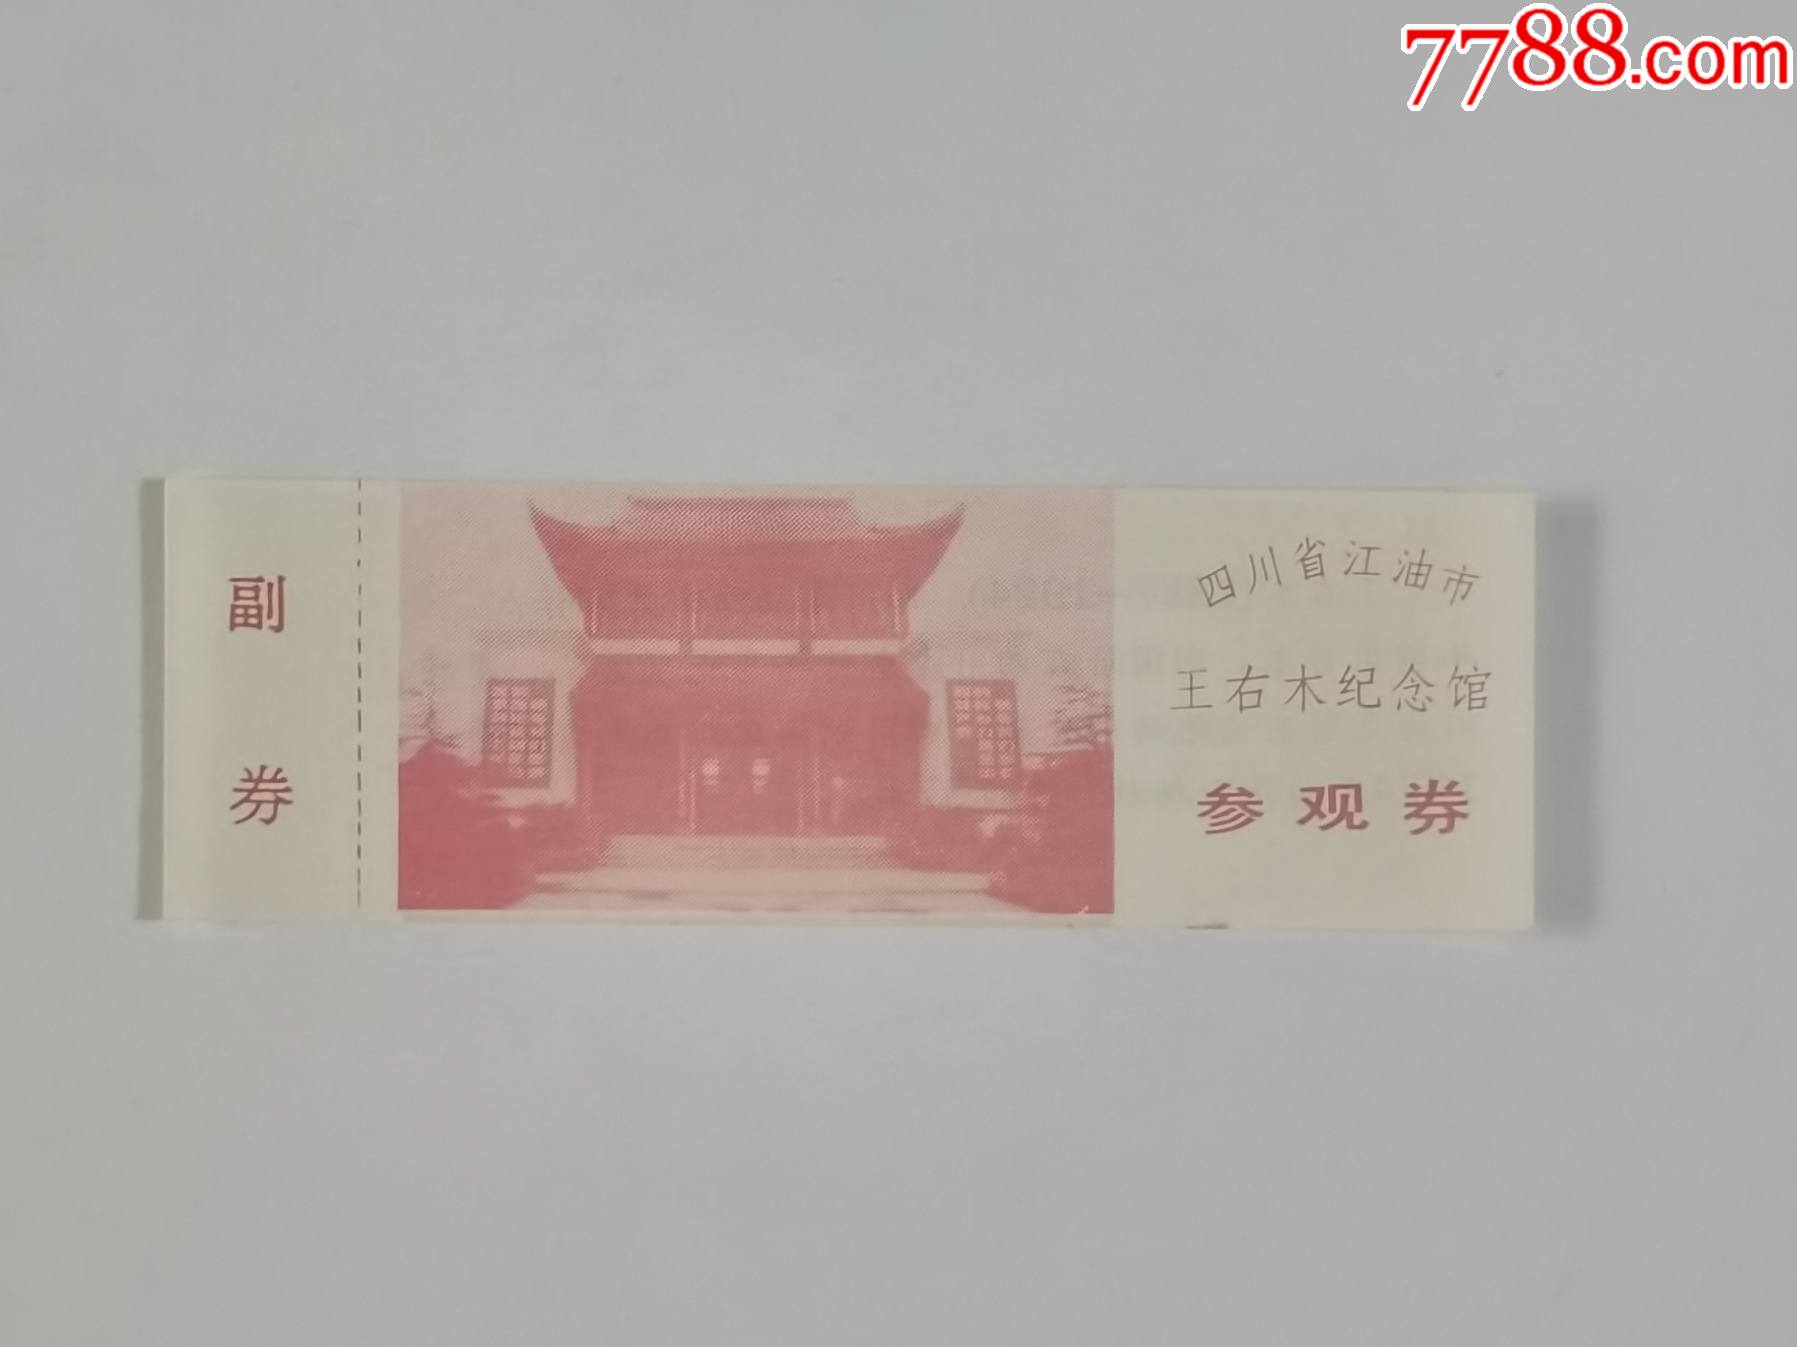 7788.com
副
券
四川省江油市
王右木纪念馆
参观券